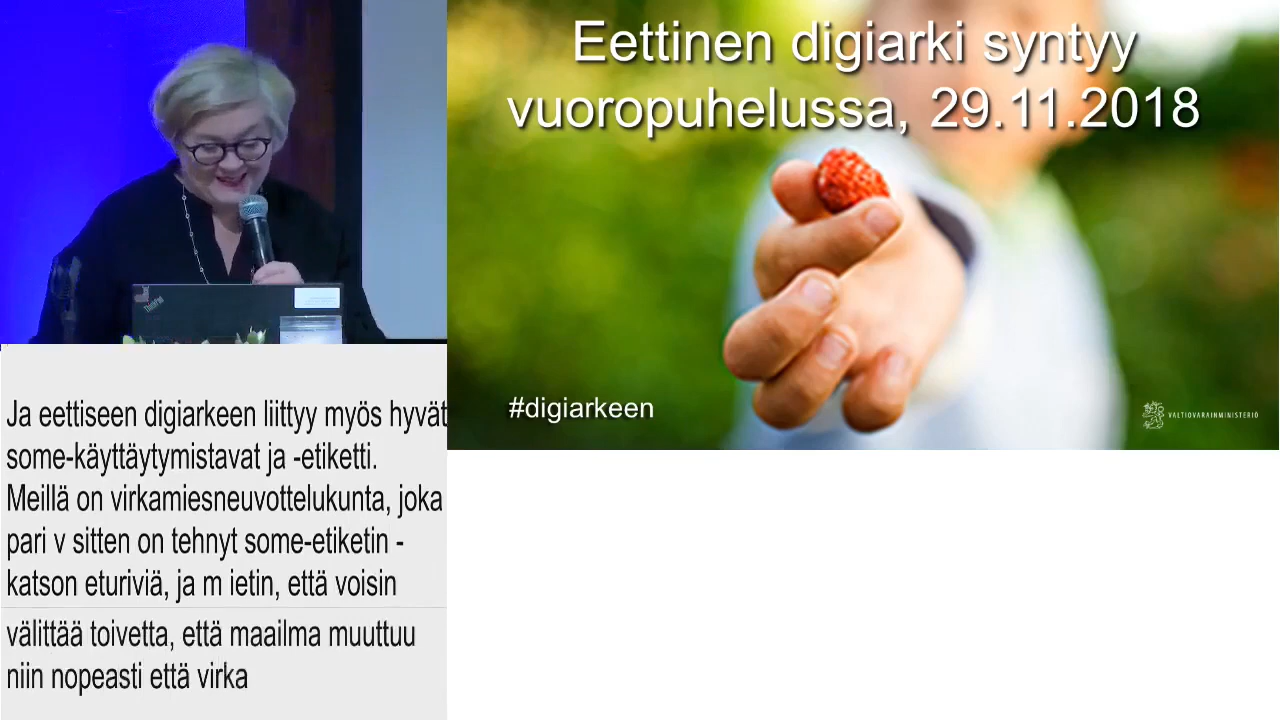 Eettinen digiarki syntyy
vuoropuhelussa, 29.11.2018
#digiarkeen
VALTIOVARAINMINISTERIÖ
ThinkPad
Ja eettiseen digiarkeen liittyy myös hyvät
some-käyttäytymistavat ja -etiketti.
Meillä on virkamiesneuvottelukunta, joka
pari v sitten on tehnyt some-etiketin -
katson eturiviä, ja m ietin, että voisin
välittää toivetta, että maailma muuttuu
niin nopeasti että virka